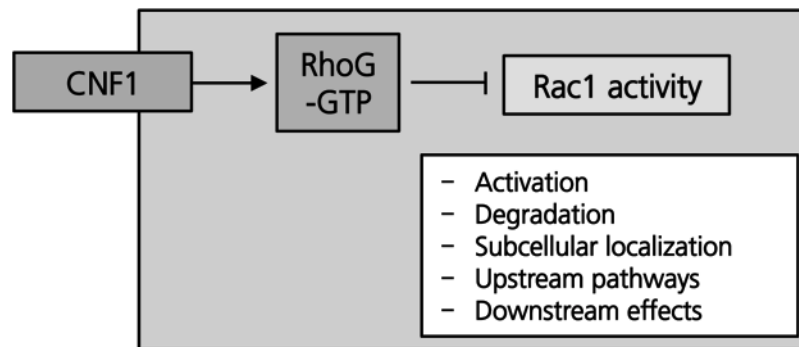 CNF1
RhoG
-GTP
Rac1 activity
- Activation
- Degradation
- Subcellular localization
- Upstream pathways
- Downstream effects